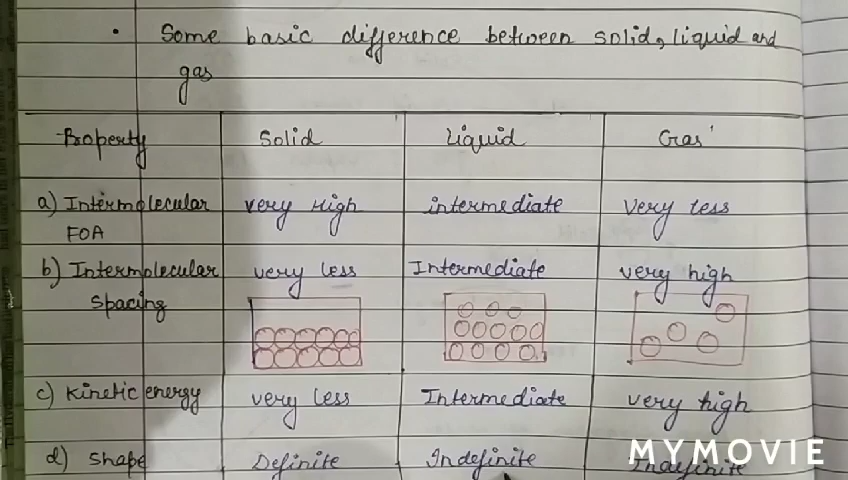 • Some basic difference between solid, liquid and
gas
Property Solid Liquid Gas
a) Intermolecular very High intermediate very less
FOA
b) Intermolecular very less Intermediate very high
spacing
c) Kinetic energy very less Intermediate very high
d) Shape Definite Indefinite Indefinite
MYMOVIE